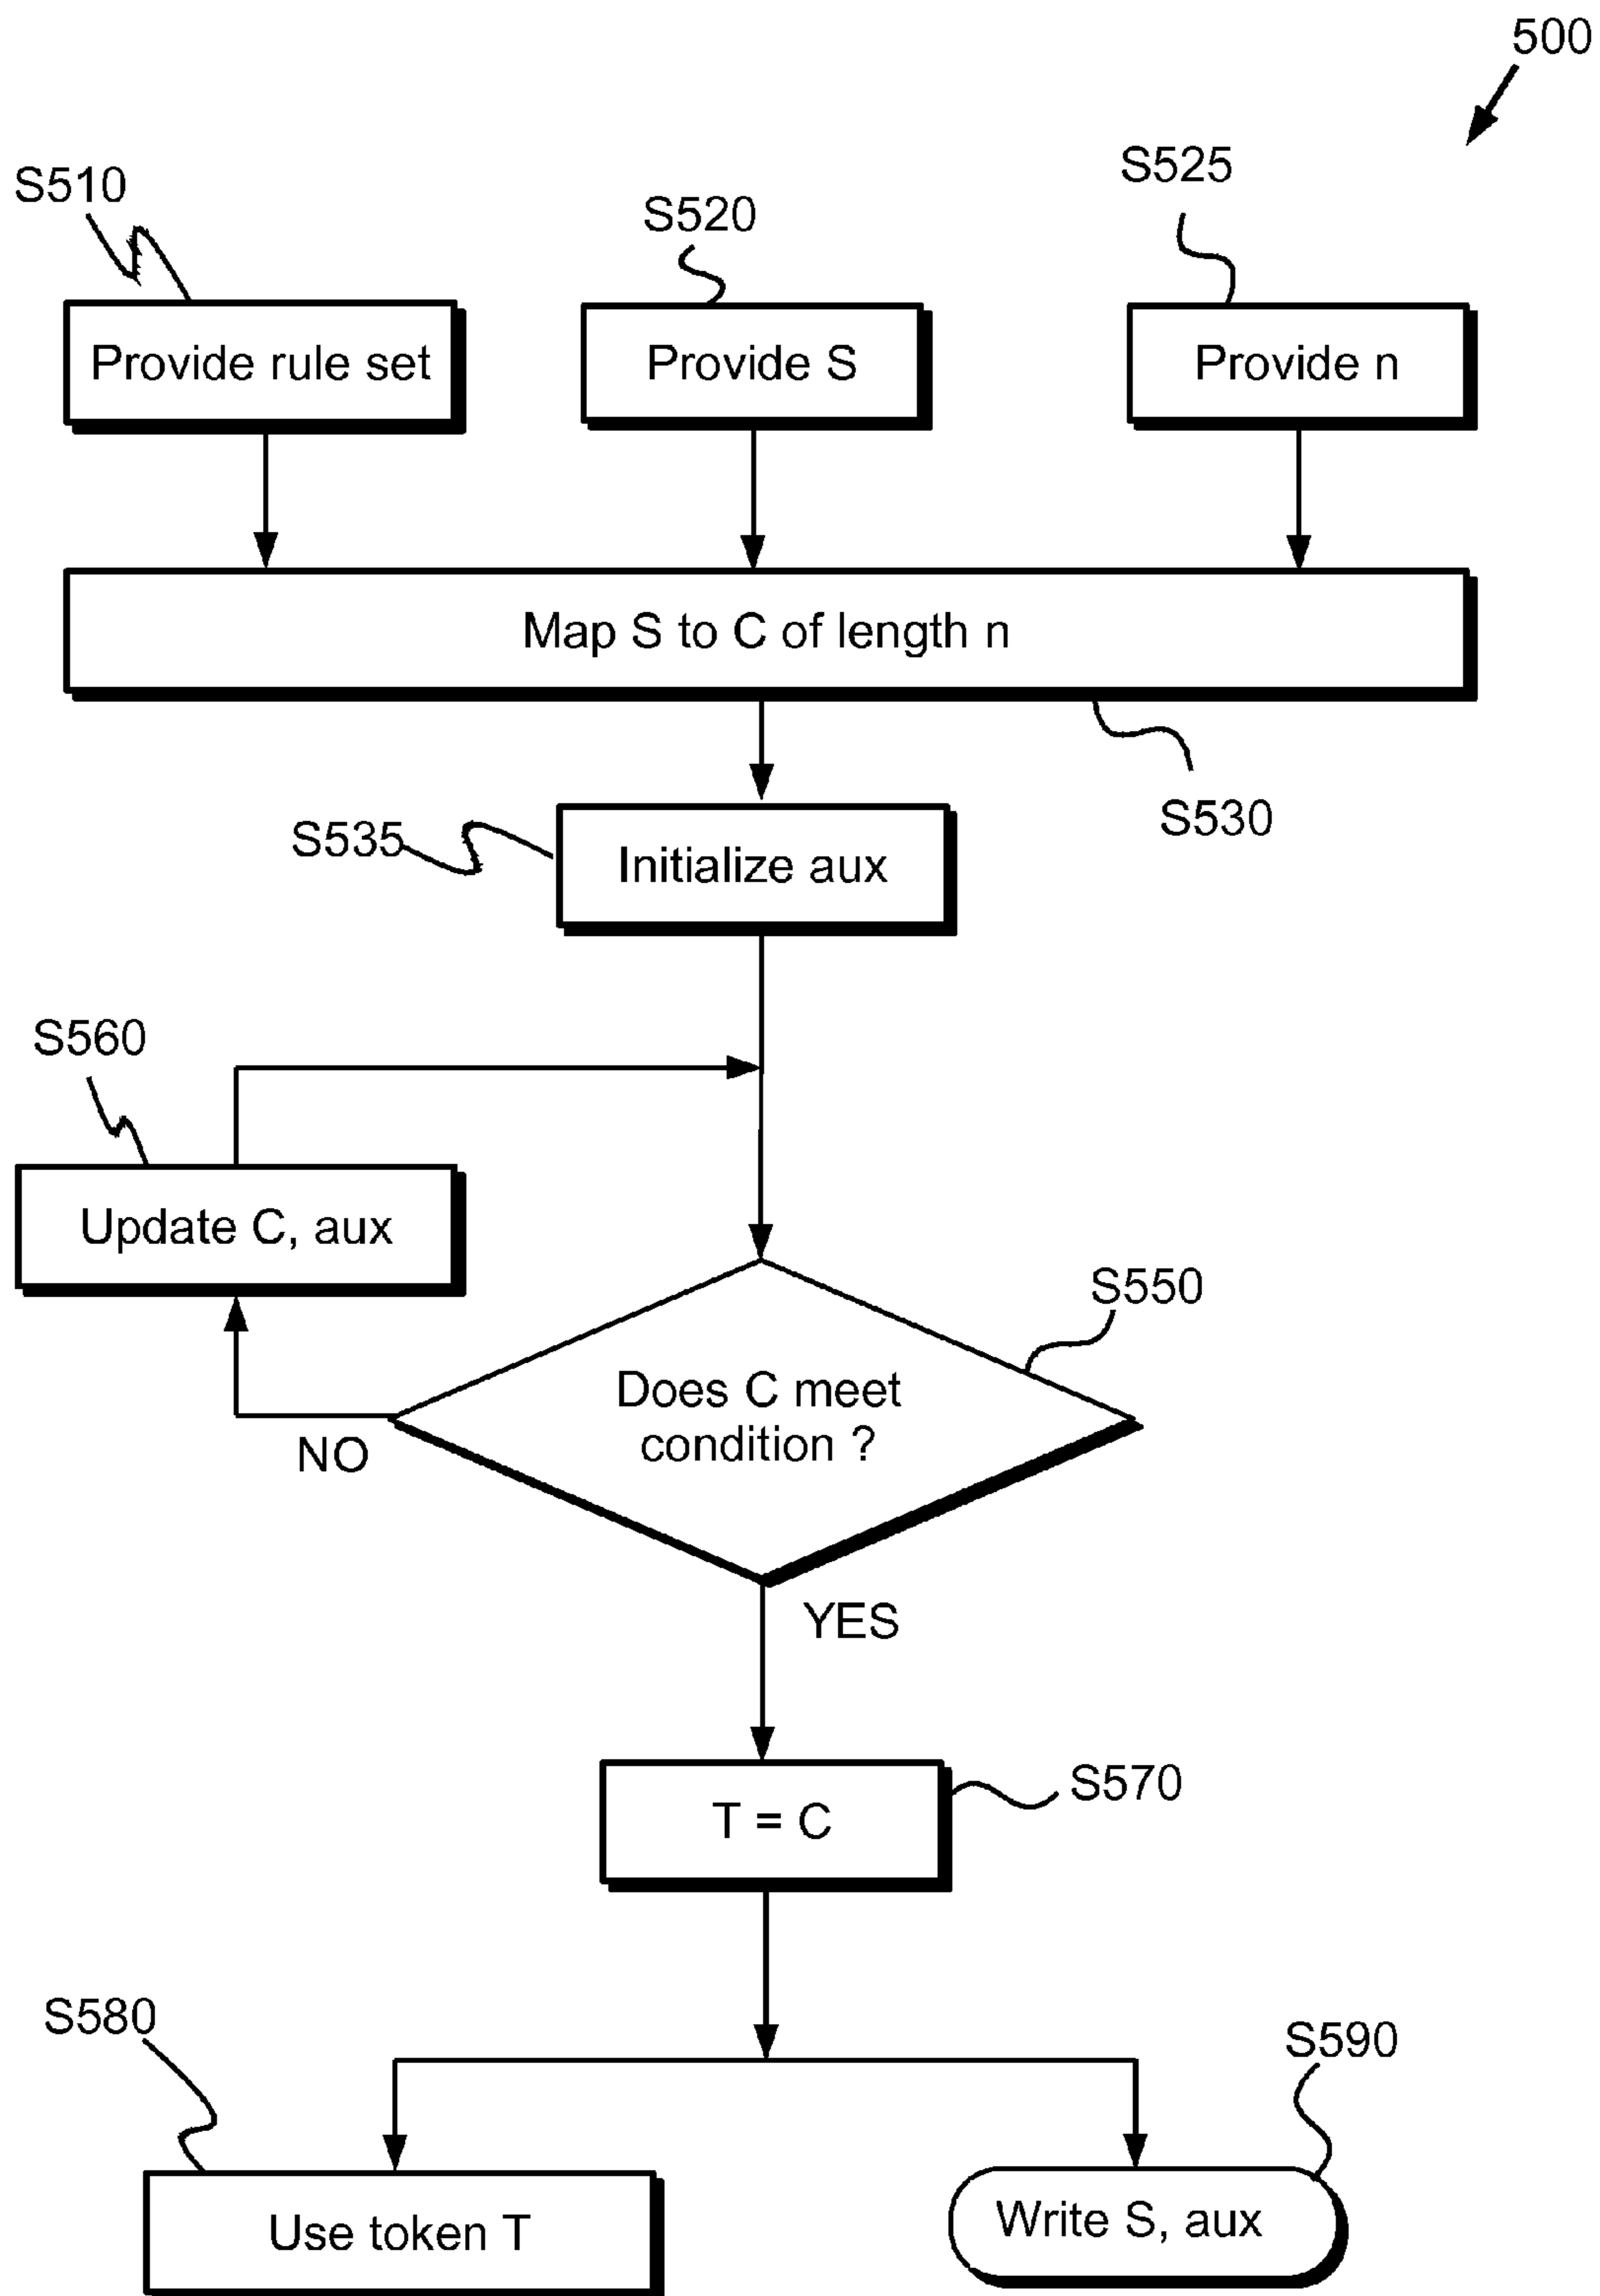 500
S510
S520
S525
Provide rule set
Provide S
Provide n
Map S to C of length n
S530
S535
Initialize aux
S560
Update C, aux
S550
Does C meet
condition ?
NO
YES
T = C
S570
S580
S590
Use token T
Write S, aux